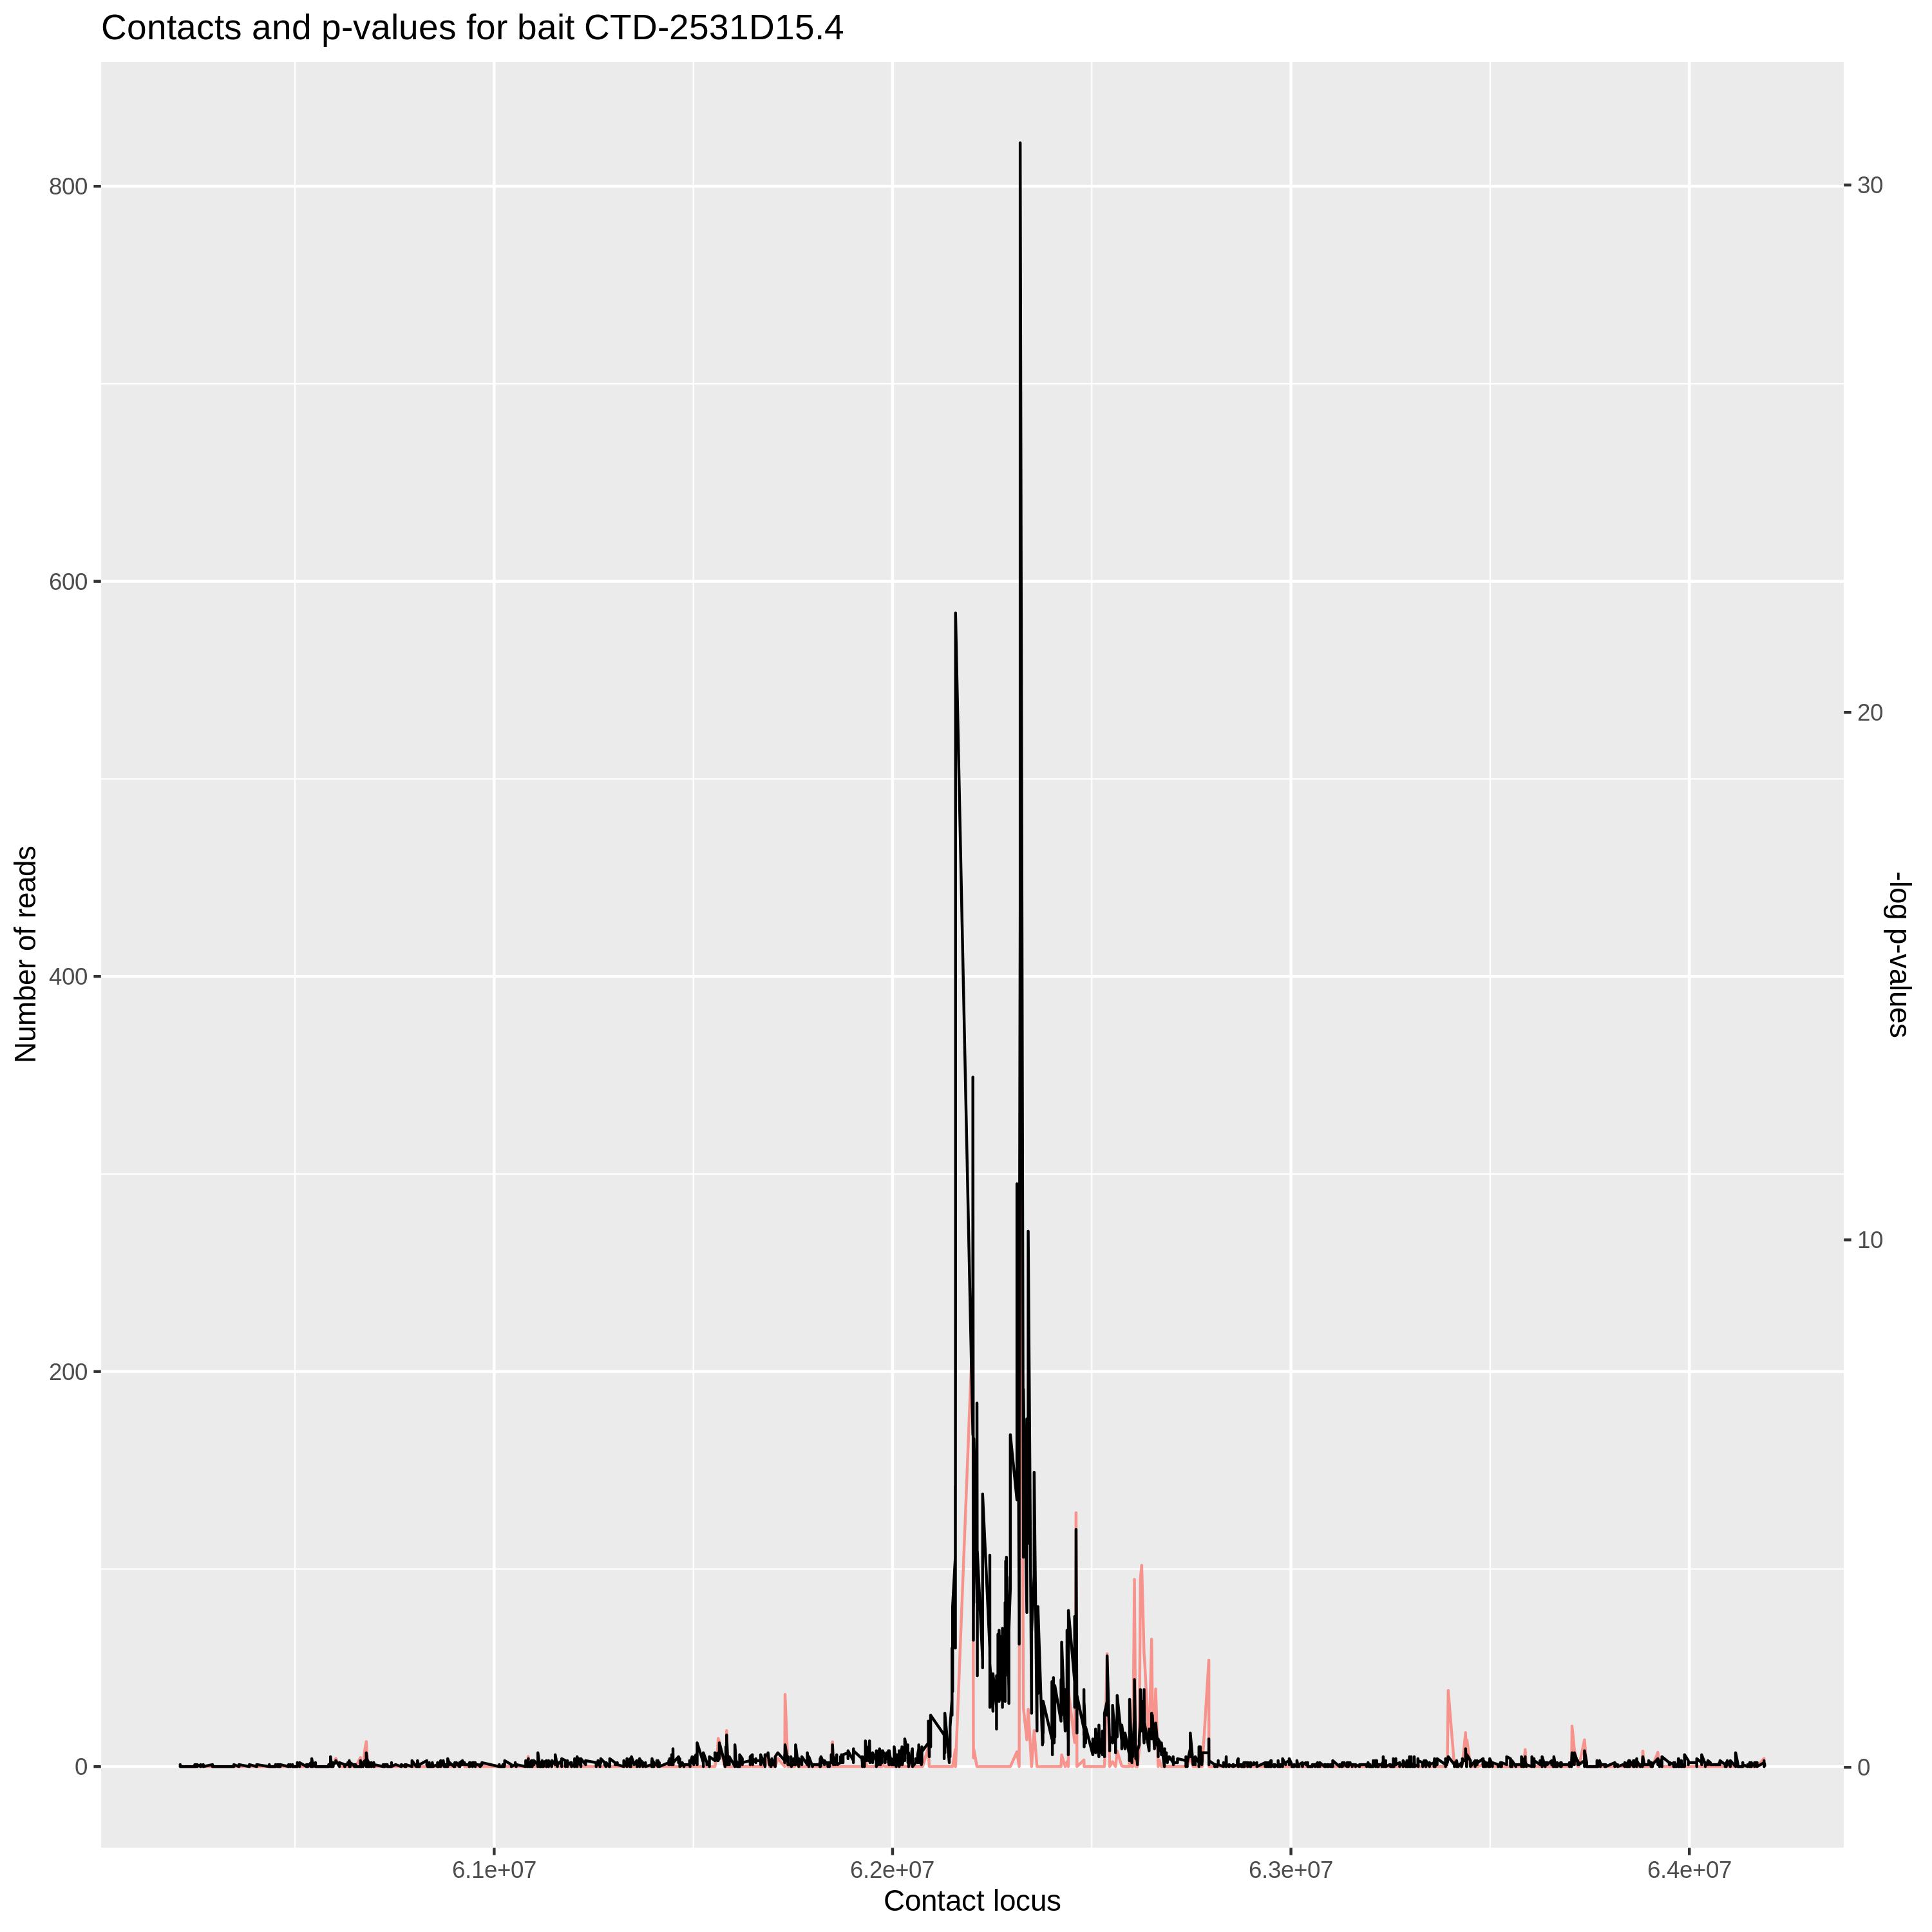 Contacts and p-values for bait CTD-2531D15.4
800
600
400
200
0
Number of reads
30
20
10
0
-log p-values
6.1e+07
6.2e+07
6.3e+07
6.4e+07
Contact locus